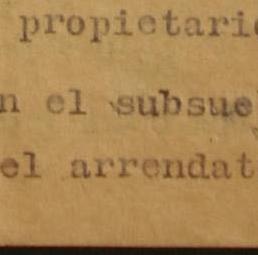 propietari
n el subsue
el arrendat